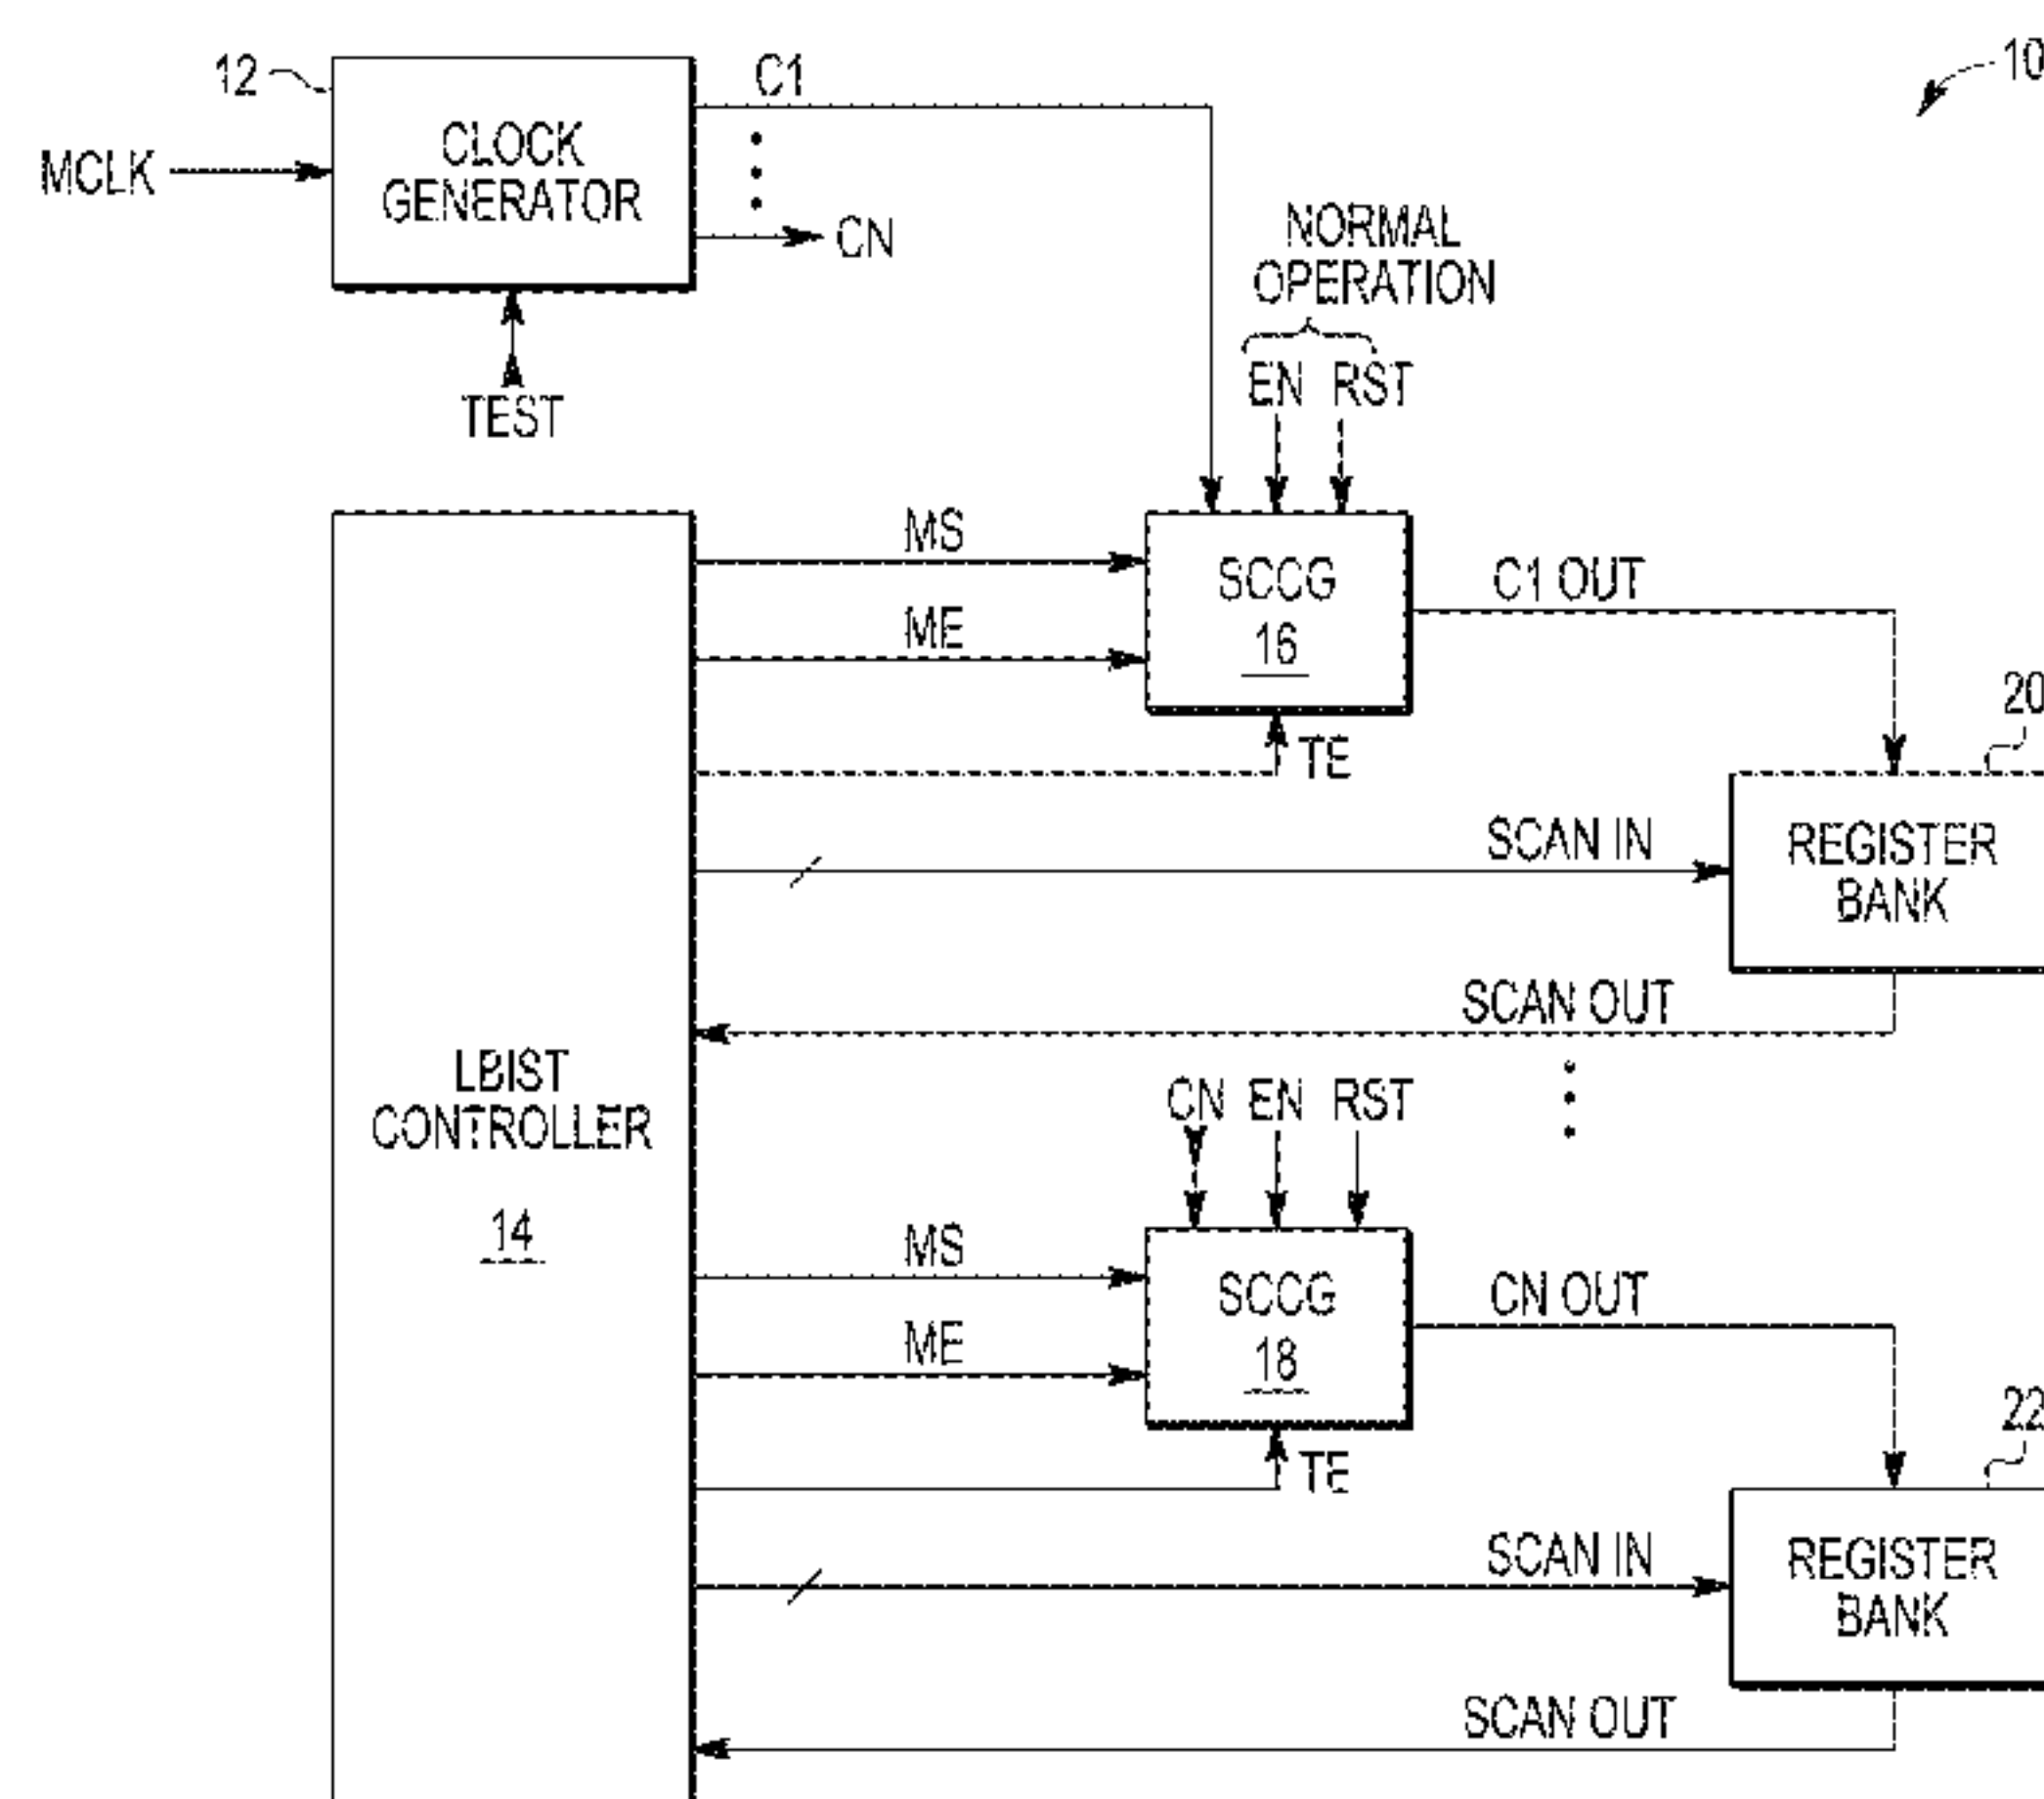 12
C1
10
MCLK
CLOCK
GENERATOR
CN
NORMAL
OPERATION
EN RST
TEST
MS
SCCG
16
C1 OUT
ME
TE
20
SCAN IN
REGISTER
BANK
SCAN OUT
LBIST
CONTROLLER
14
CN EN RST
MS
SCCG
18
CN OUT
ME
TE
22
SCAN IN
REGISTER
BANK
SCAN OUT